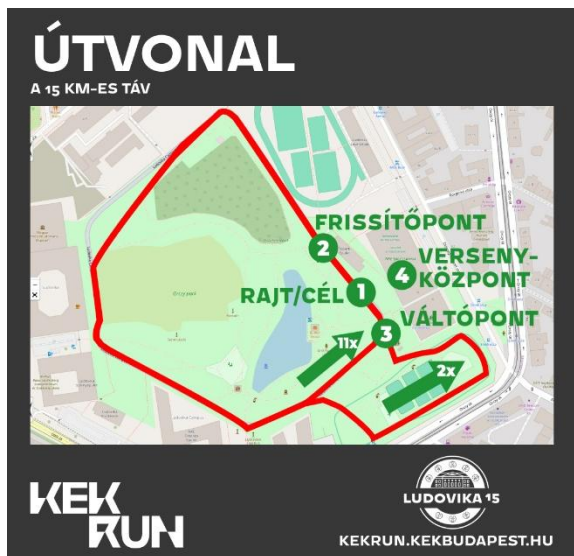 ÚTVONAL
A 15 KM-ES TÁV
FRISSÍTŐPONT
2
4
VERSENY-
KÖZPONT
RAJT/CÉL
1
3
VÁLTÓPONT
11x
2x
KEK
RUN
LUDOVIKA 15
KEKRUN.KEKBUDAPEST.HU